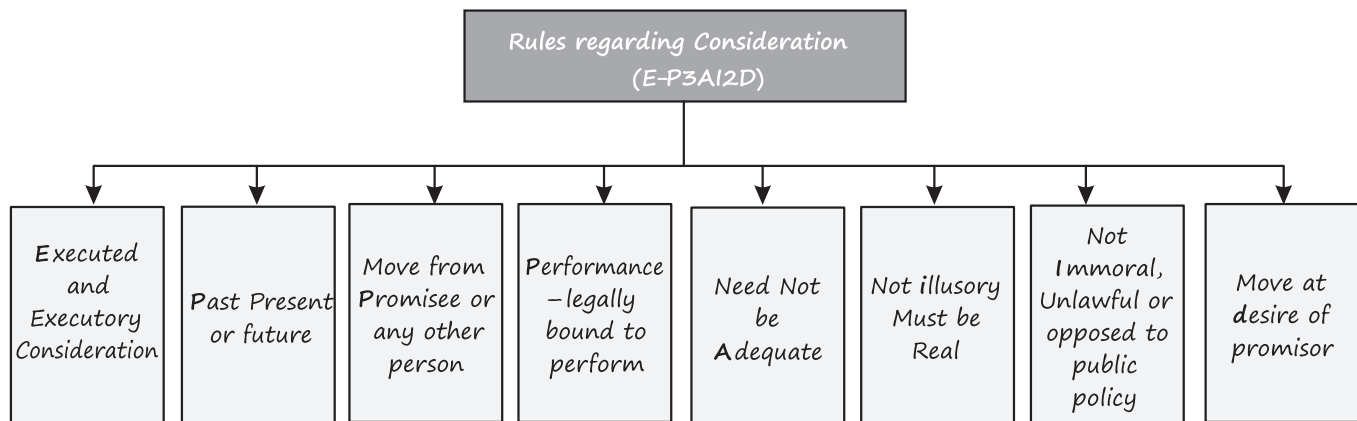 Rules regarding Consideration
(E-P3AI2D)
Executed
and
Executory
Consideration
Past Present
or future
Move from
Promisee or
any other
person
Performance
–legally
bound to
perform
Need Not
be
Adequate
Not illusory
Must be
Real
Not
Immoral,
Unlawful or
opposed to
public
policy
Move at
desire of
promisor